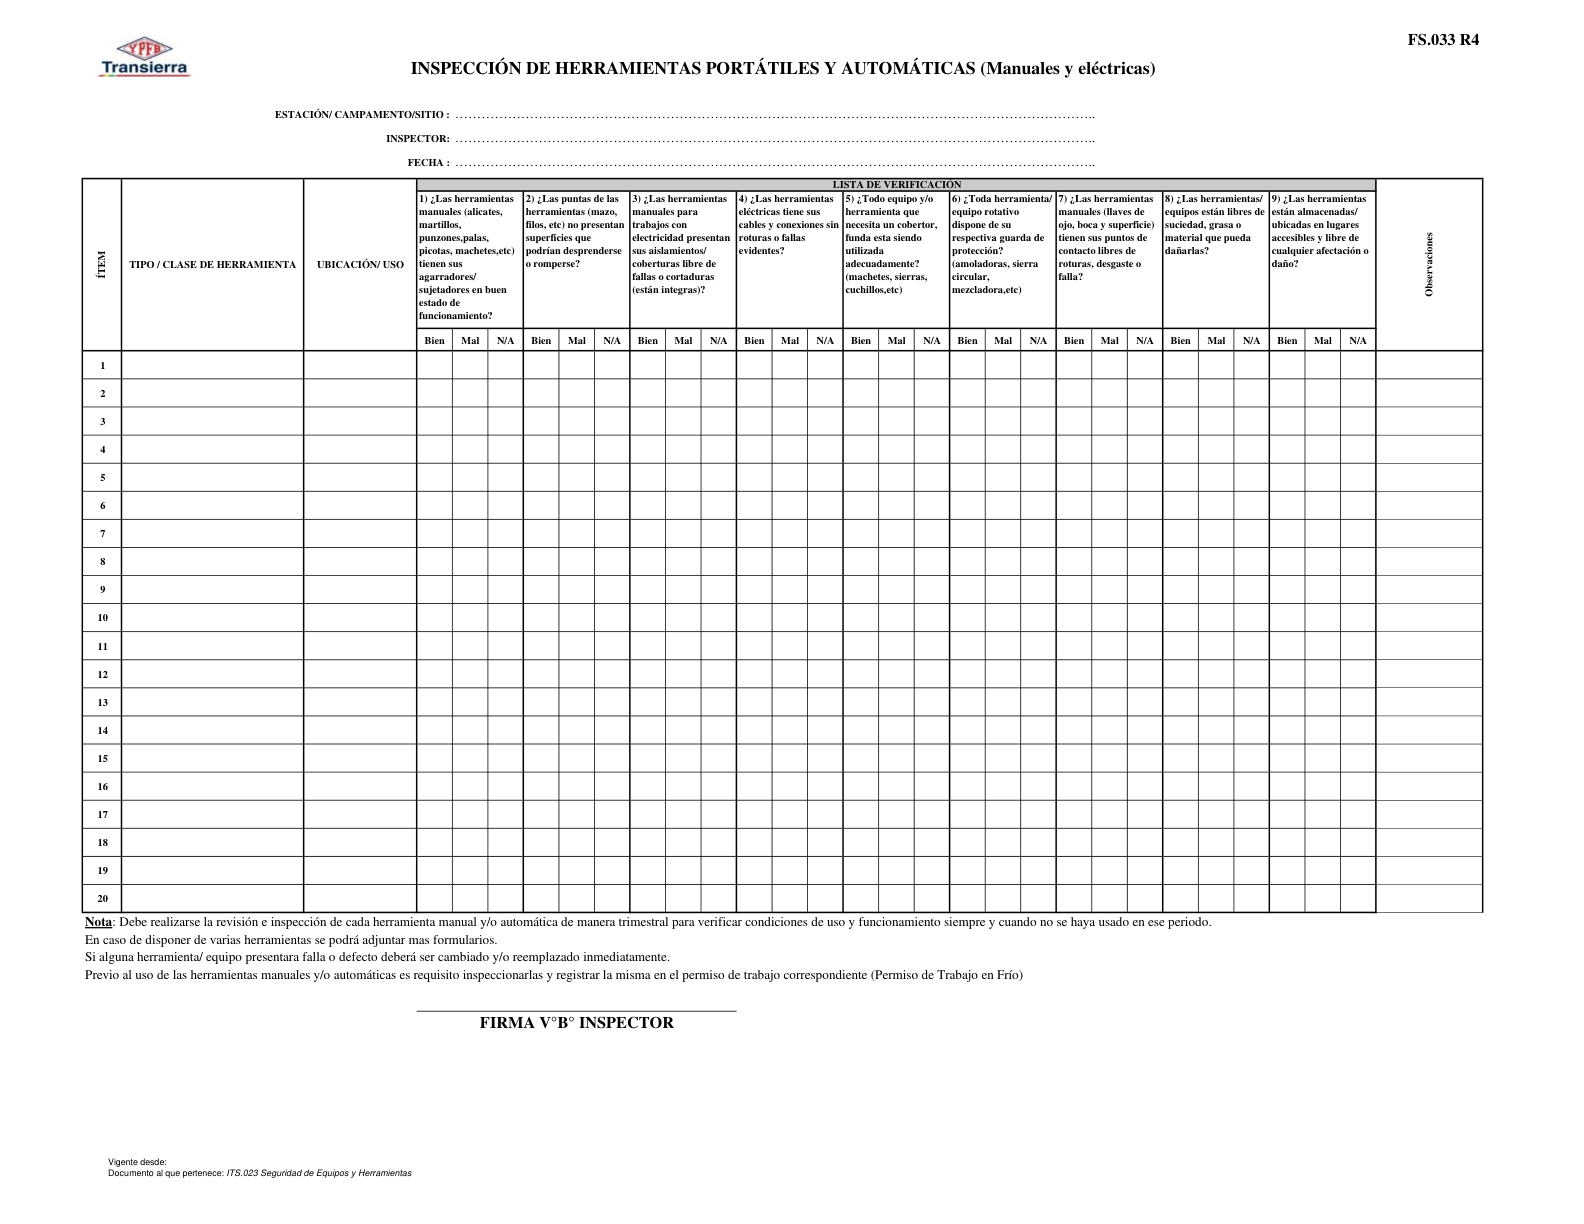 YPFB
Transierra
FS.033 R4
INSPECCIÓN DE HERRAMIENTAS PORTÁTILES Y AUTOMÁTICAS (Manuales y eléctricas)
ESTACIÓN/ CAMPAMENTO/SITIO : ……………………………………………………………………………………………………………………………..
INSPECTOR: ……………………………………………………………………………………………………………………………..
FECHA : ……………………………………………………………………………………………………………………………..
ÍTEM
TIPO / CLASE DE HERRAMIENTA
UBICACIÓN/ USO
LISTA DE VERIFICACIÓN
1) ¿Las herramientas
manuales (alicates,
martillos,
punzones,palas,
picotas, machetes,etc)
tienen sus
agarradores/
sujetadores en buen
estado de
funcionamiento?
2) ¿Las puntas de las
herramientas (mazo,
filos, etc) no presentan
superficies que
podrían desprenderse
o romperse?
3) ¿Las herramientas
manuales para
trabajos con
electricidad presentan
sus aislamientos/
coberturas libre de
fallas o cortaduras
(están integras)?
4) ¿Las herramientas
eléctricas tiene sus
cables y conexiones sin
roturas o fallas
evidentes?
5) ¿Todo equipo y/o
herramienta que
necesita un cobertor,
funda esta siendo
utilizada
adecuadamente?
(machetes, sierras,
cuchillos,etc)
6) ¿Toda herramienta/
equipo rotativo
dispone de su
respectiva guarda de
protección?
(amoladoras, sierra
circular,
mezcladora,etc)
7) ¿Las herramientas
manuales (llaves de
ojo, boca y superficie)
tienen sus puntos de
contacto libres de
roturas, desgaste o
falla?
8) ¿Las herramientas/
equipos están libres de
suciedad, grasa o
material que pueda
dañarlas?
9) ¿Las herramientas
están almacenadas/
ubicadas en lugares
accesibles y libre de
cualquier afectación o
daño?
Observaciones
Bien Mal N/A Bien Mal N/A Bien Mal N/A Bien Mal N/A Bien Mal N/A Bien Mal N/A Bien Mal N/A Bien Mal N/A Bien Mal N/A
1
2
3
4
5
6
7
8
9
10
11
12
13
14
15
16
17
18
19
20
Nota: Debe realizarse la revisión e inspección de cada herramienta manual y/o automática de manera trimestral para verificar condiciones de uso y funcionamiento siempre y cuando no se haya usado en ese periodo.
En caso de disponer de varias herramientas se podrá adjuntar mas formularios.
Si alguna herramienta/ equipo presentara falla o defecto deberá ser cambiado y/o reemplazado inmediatamente.
Previo al uso de las herramientas manuales y/o automáticas es requisito inspeccionarlas y registrar la misma en el permiso de trabajo correspondiente (Permiso de Trabajo en Frío)
FIRMA V°B° INSPECTOR
Vigente desde:
Documento al que pertenece: ITS.023 Seguridad de Equipos y Herramientas